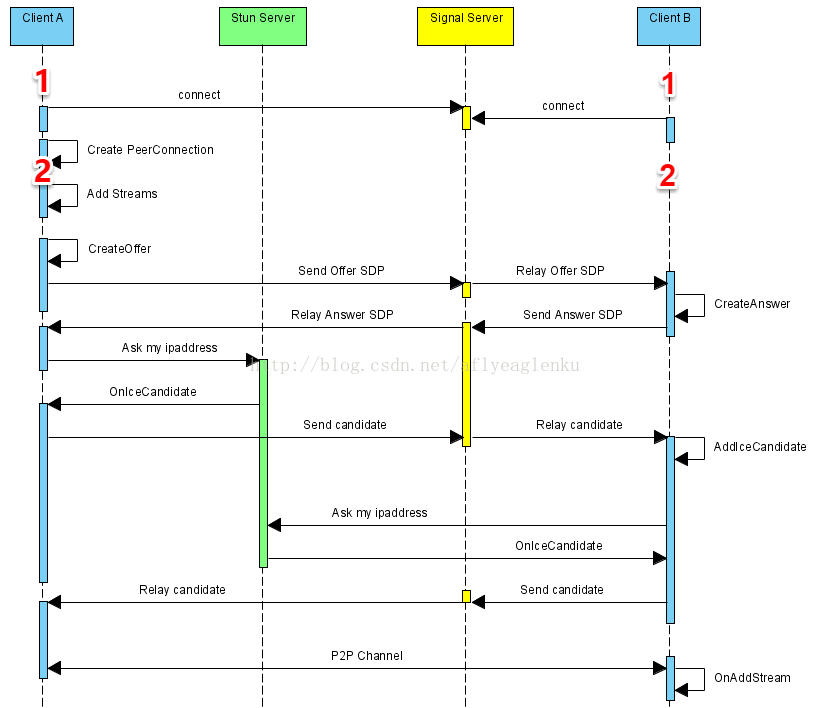 Client A
Stun Server
Signal Server
Client B
1
1
connect
connect
Create PeerConnection
2
2
Add Streams
CreateOffer
Send Offer SDP
Relay Offer SDP
CreateAnswer
Relay Answer SDP
Send Answer SDP
Ask my ipaddress
http://blog.csdn.net/aflyeaglenku
OnIceCandidate
Send candidate
Relay candidate
AddIceCandidate
Ask my ipaddress
OnIceCandidate
Relay candidate
Send candidate
P2P Channel
OnAddStream